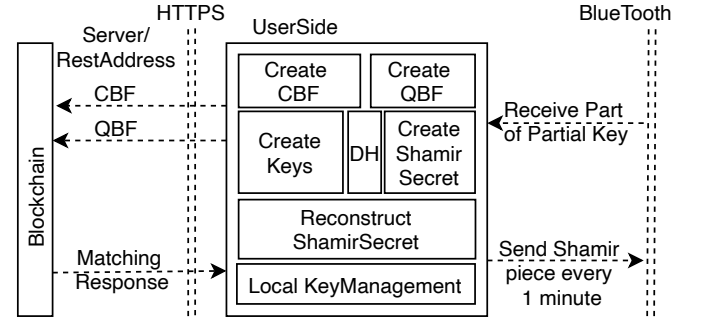 HTTPS
BlueTooth
Server/
RestAddress
UserSide
Create
CBF
Create
QBF
CBF
QBF
Receive Part
of Partial Key
Create
Keys
DH
Create
Shamir
Secret
Blockchain
Reconstruct
ShamirSecret
Matching
Response
Send Shamir
piece every
1 minute
Local KeyManagement